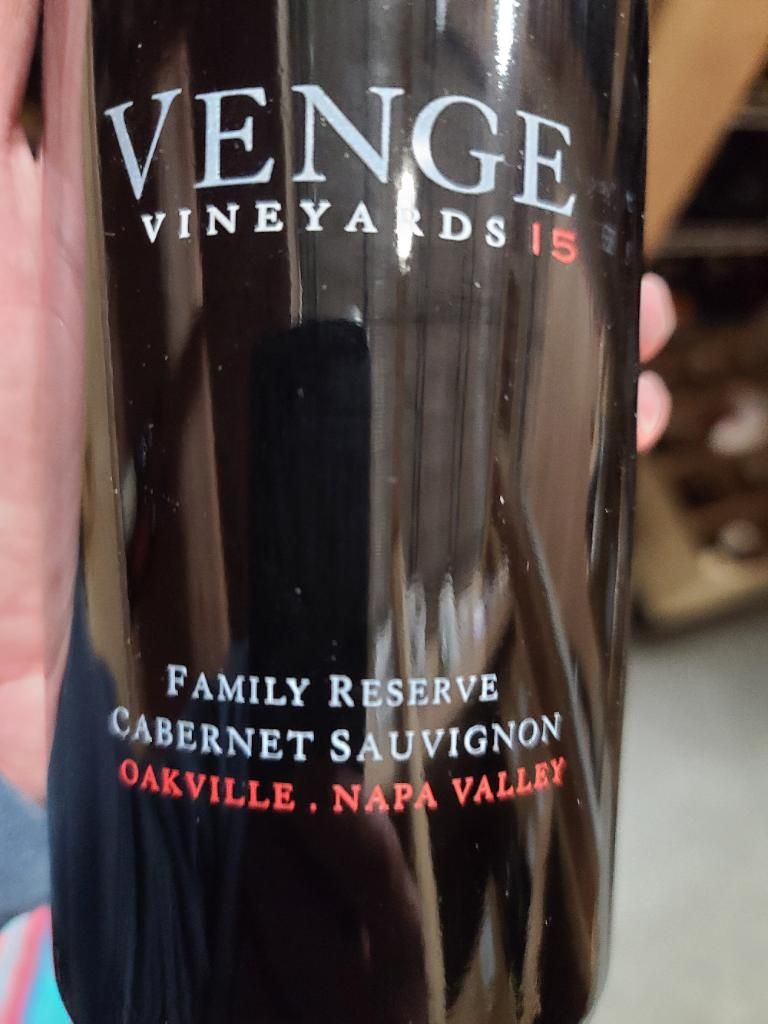 VENGE
VINEYARDS 15
FAMILY RESERVE
CABERNET SAUVIGNON
OAKVILLE . NAPA VALLEY